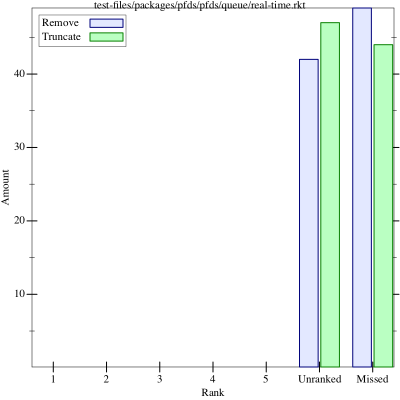 test-files/packages/pfds/pfds/queue/real-time.rkt
Remove
Truncate
40
30
20
10
Amount
1 2 3 4 5 Unranked Missed
Rank